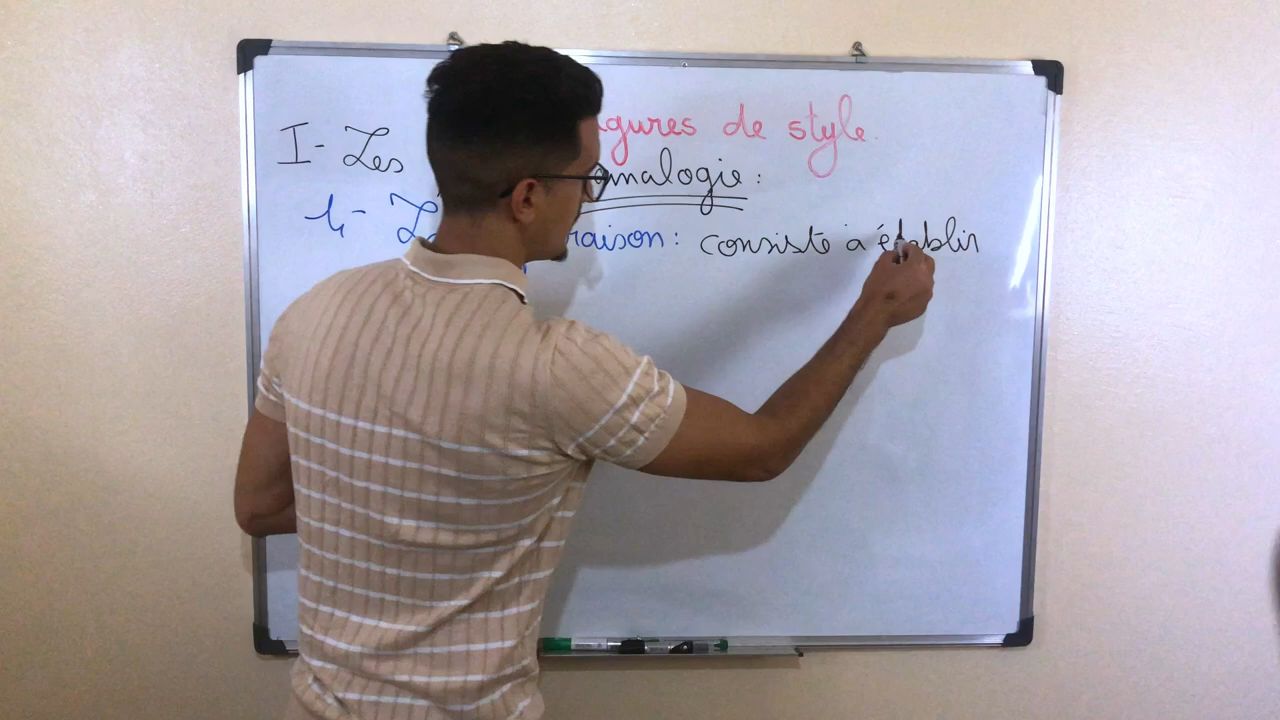 figures de style.
I- Les analogie :
1- La comparaison : consiste à établir